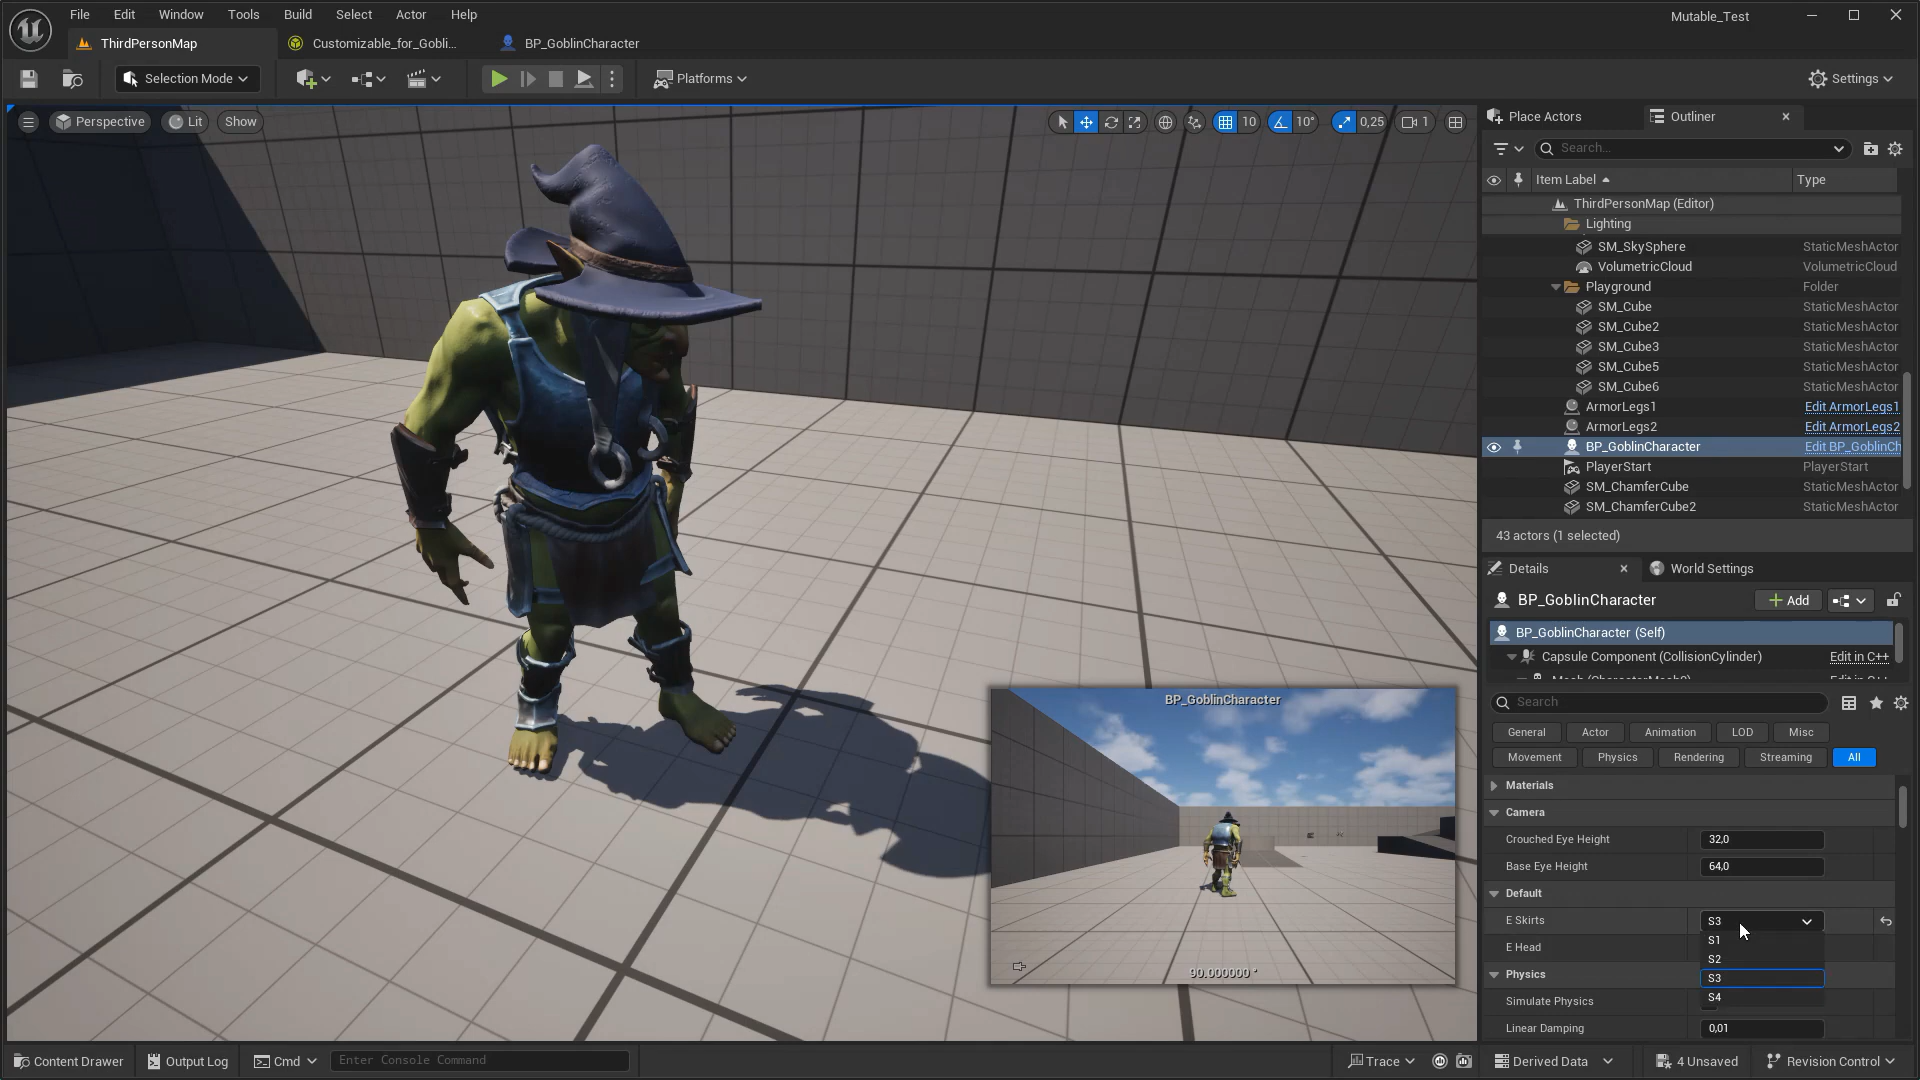 File Edit Window Tools Build Select Actor Help
Mutable_Test
ThirdPersonMap
Customizable_for_Gobli...
BP_GoblinCharacter
Selection Mode
Platforms
Settings
Perspective
Lit
Show
10
10°
0,25
1
Place Actors
Outliner
Search...
Item Label
Type
ThirdPersonMap (Editor)
Lighting
SM_SkySphere StaticMeshActor
VolumetricCloud VolumetricCloud
Playground Folder
SM_Cube StaticMeshActor
SM_Cube2 StaticMeshActor
SM_Cube3 StaticMeshActor
SM_Cube5 StaticMeshActor
SM_Cube6 StaticMeshActor
ArmorLegs1 Edit ArmorLegs1
ArmorLegs2 Edit ArmorLegs2
BP_GoblinCharacter Edit BP_GoblinCh
PlayerStart PlayerStart
SM_ChamferCube StaticMeshActor
SM_ChamferCube2 StaticMeshActor
43 actors (1 selected)
Details
World Settings
BP_GoblinCharacter
Add
BP_GoblinCharacter (Self)
Capsule Component (CollisionCylinder) Edit in C++
Search
General Actor Animation LOD Misc
Movement Physics Rendering Streaming All
Materials
Camera
Crouched Eye Height 32,0
Base Eye Height 64,0
Default
E Skirts S3
S1
E Head
S2
Physics
S3
Simulate Physics
S4
Linear Damping 0,01
BP_GoblinCharacter
90.000000 °
Content Drawer
Output Log
Cmd
Enter Console Command
Trace
Derived Data
4 Unsaved
Revision Control